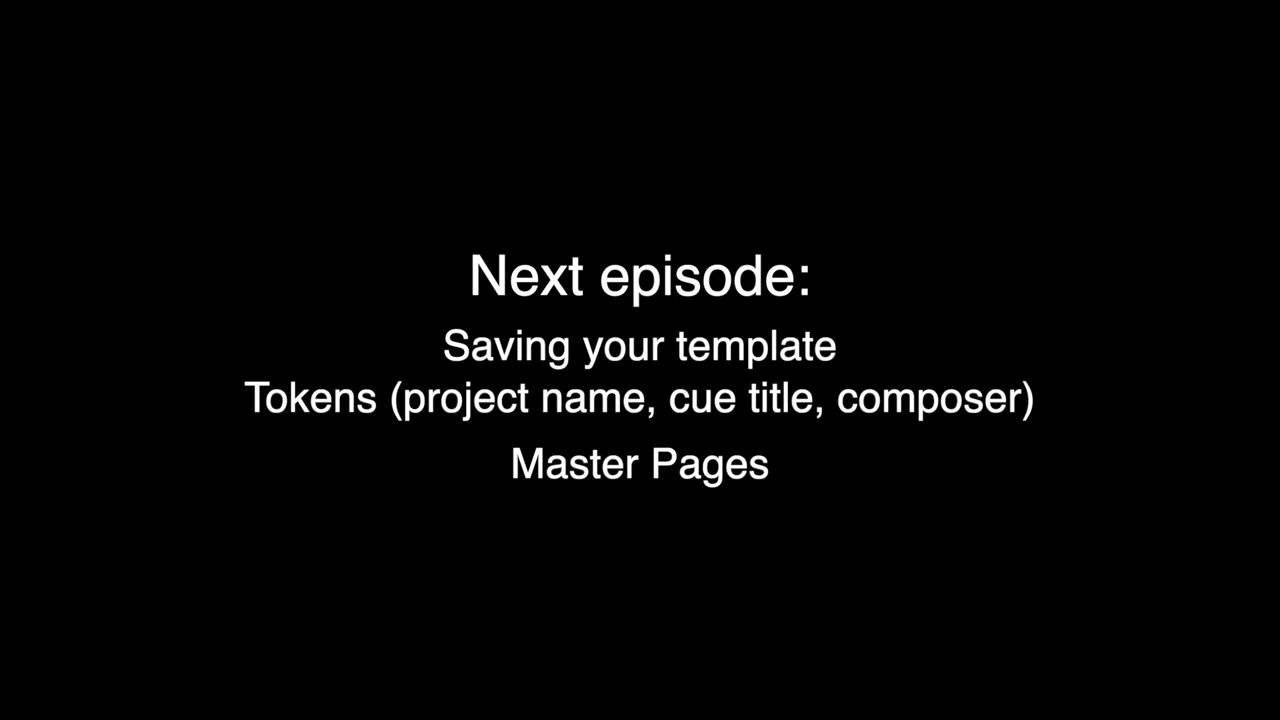 Next episode:
Saving your template
Tokens (project name, cue title, composer)
Master Pages